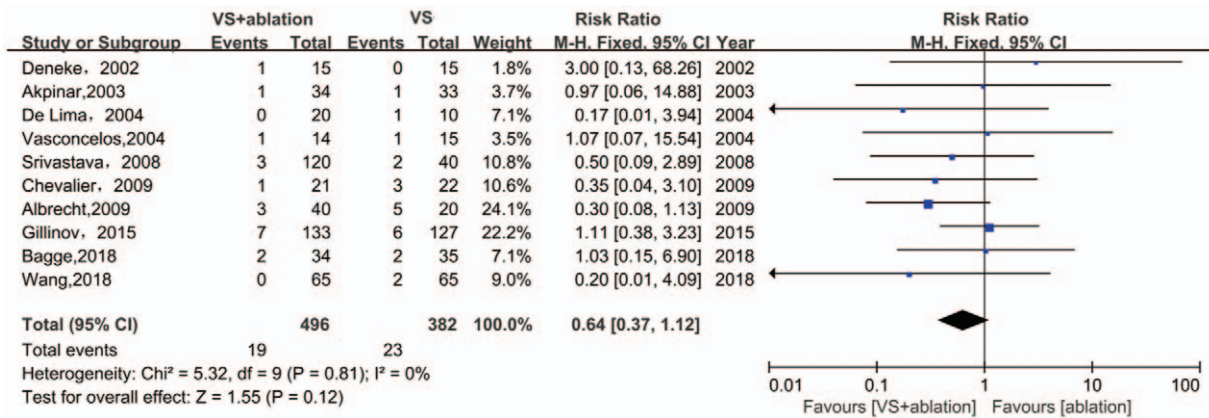 VS+ablation VS Risk Ratio Risk Ratio
Study or Subgroup Events Total Events Total Weight M-H. Fixed. 95% CI Year M-H. Fixed. 95% CI
Deneke, 2002 1 15 0 15 1.8% 3.00 [0.13, 68.26] 2002
Akpinar,2003 1 34 1 33 3.7% 0.97 [0.06, 14.88] 2003
De Lima, 2004 0 20 1 10 7.1% 0.17 [0.01, 3.94] 2004
Vasconcelos,2004 1 14 1 15 3.5% 1.07 [0.07, 15.54] 2004
Srivastava, 2008 3 120 2 40 10.8% 0.50 [0.09, 2.89] 2008
Chevalier, 2009 1 21 3 22 10.6% 0.35 [0.04, 3.10] 2009
Albrecht,2009 3 40 5 20 24.1% 0.30 [0.08, 1.13] 2009
Gillinov, 2015 7 133 6 127 22.2% 1.11 [0.38, 3.23] 2015
Bagge,2018 2 34 2 35 7.1% 1.03 [0.15, 6.90] 2018
Wang,2018 0 65 2 65 9.0% 0.20 [0.01, 4.09] 2018
Total (95% CI) 496 382 100.0% 0.64 [0.37, 1.12]
Total events 19 23
Heterogeneity: Chi² = 5.32, df = 9 (P = 0.81); I² = 0%
Test for overall effect: Z = 1.55 (P = 0.12)
0.01 0.1 1 10 100
Favours [VS+ablation] Favours [ablation]